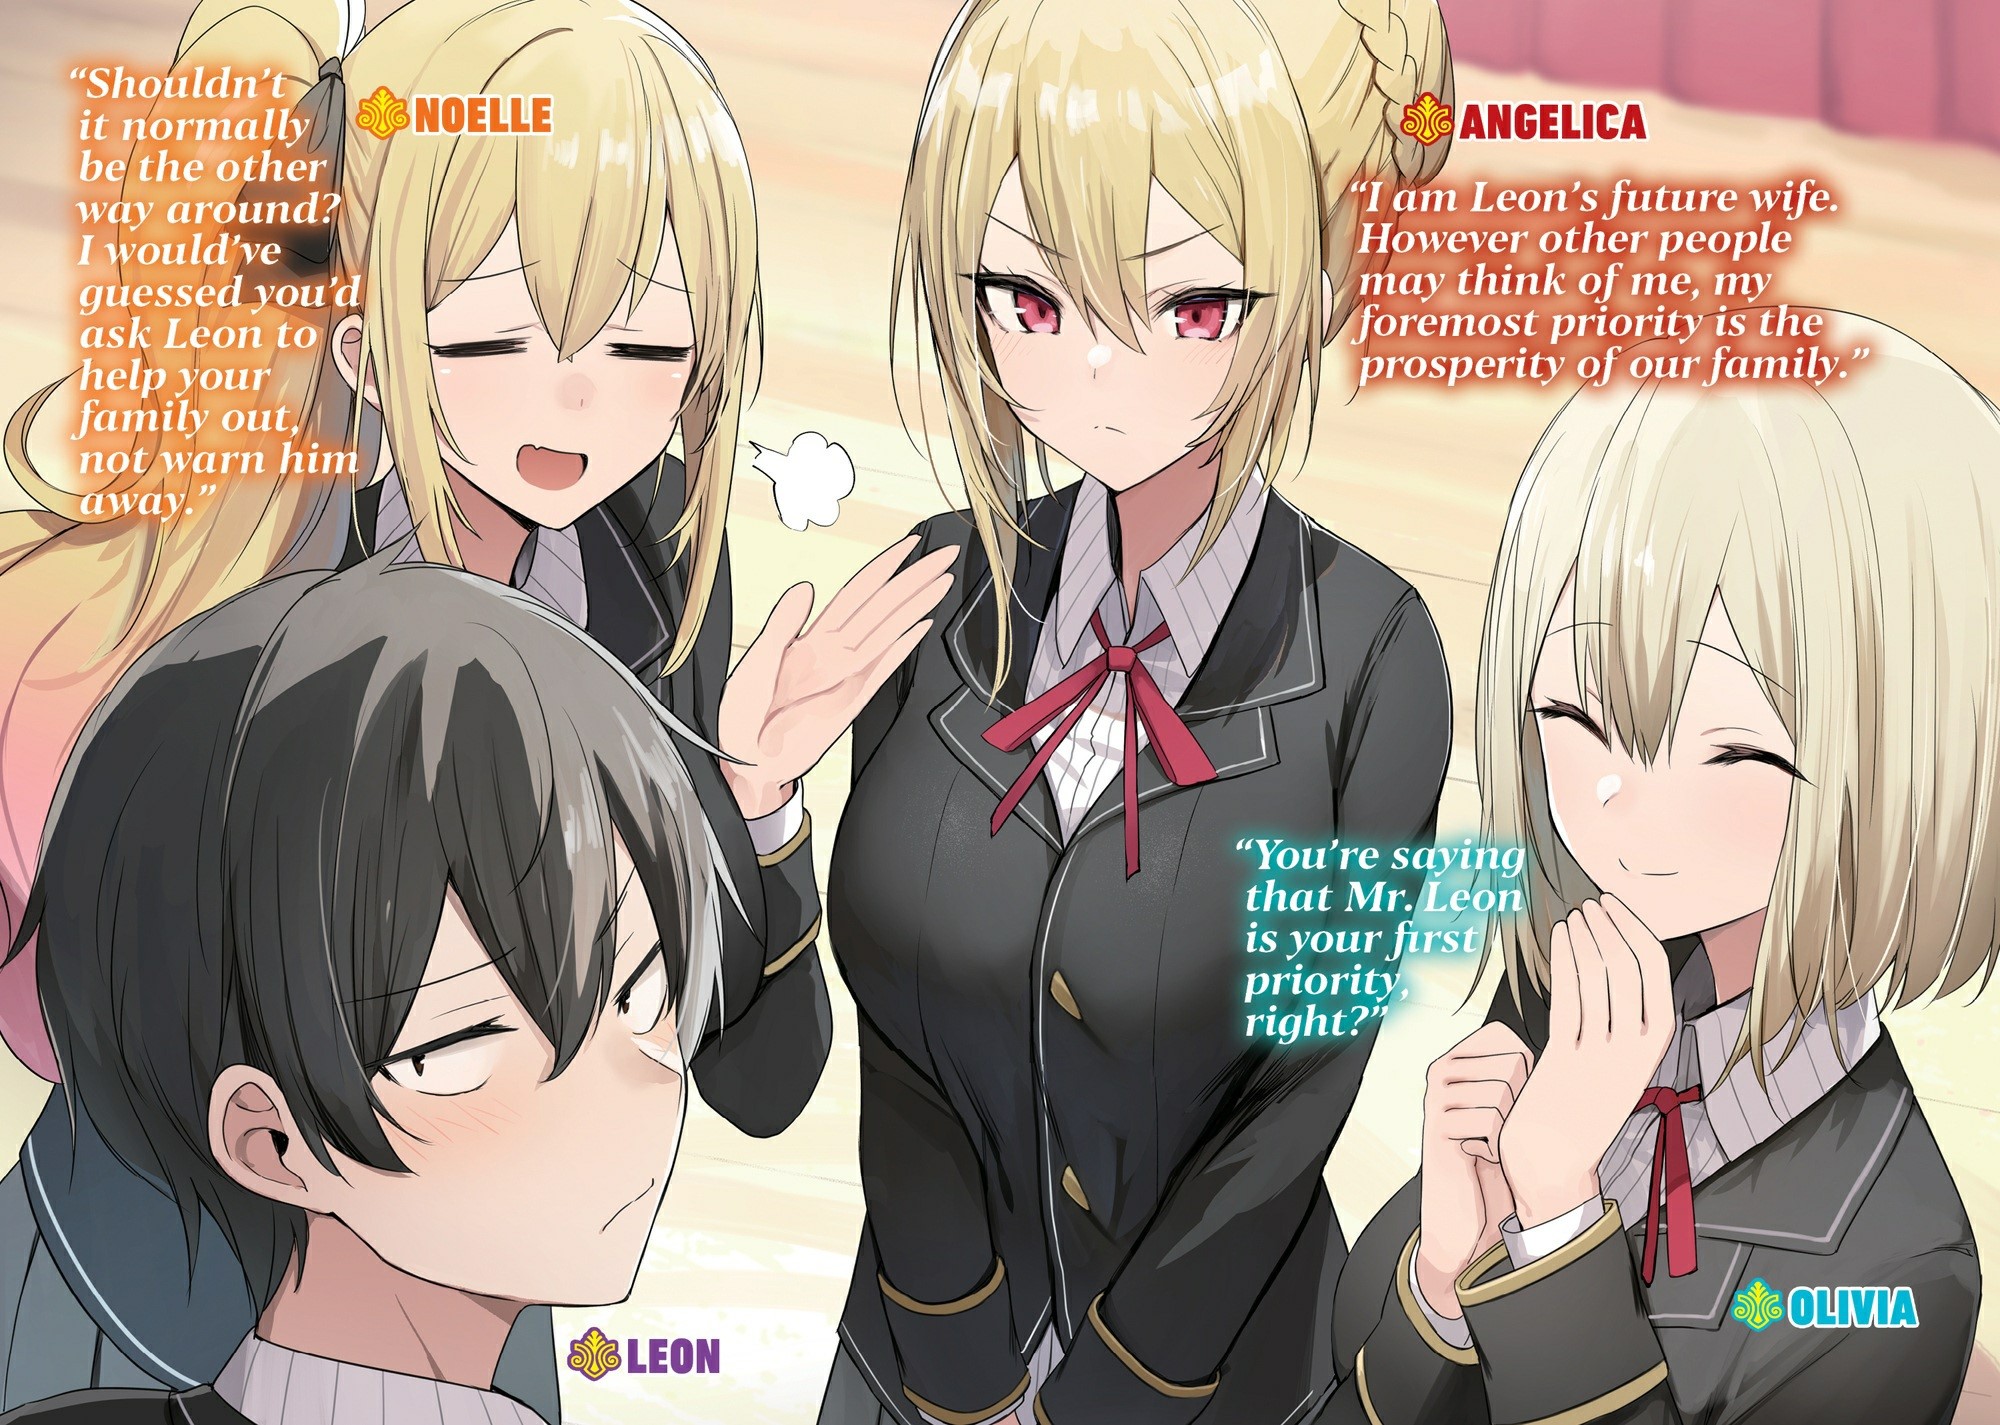 “Shouldn’t
it normally
be the other
way around?
I would’ve
guessed you’d
ask Leon to
help your
family out,
not warn him
away.”
NOELLE
ANGELICA
“I am Leon’s future wife.
However other people
may think of me, my
foremost priority is the
prosperity of our family.”
“You’re saying
that Mr. Leon
is your first
priority,
right?”
OLIVIA
LEON